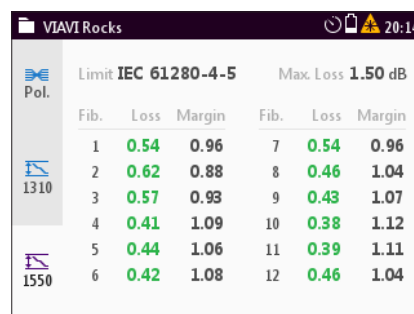 VIAVI Rocks 20:14
Limit IEC 61280-4-5 Max. Loss 1.50 dB
Pol.
Fib. Loss Margin Fib. Loss Margin
1 0.54 0.96 7 0.54 0.96
2 0.62 0.88 8 0.46 1.04
1310
3 0.57 0.93 9 0.43 1.07
4 0.41 1.09 10 0.38 1.12
5 0.44 1.06 11 0.39 1.11
1550
6 0.42 1.08 12 0.46 1.04